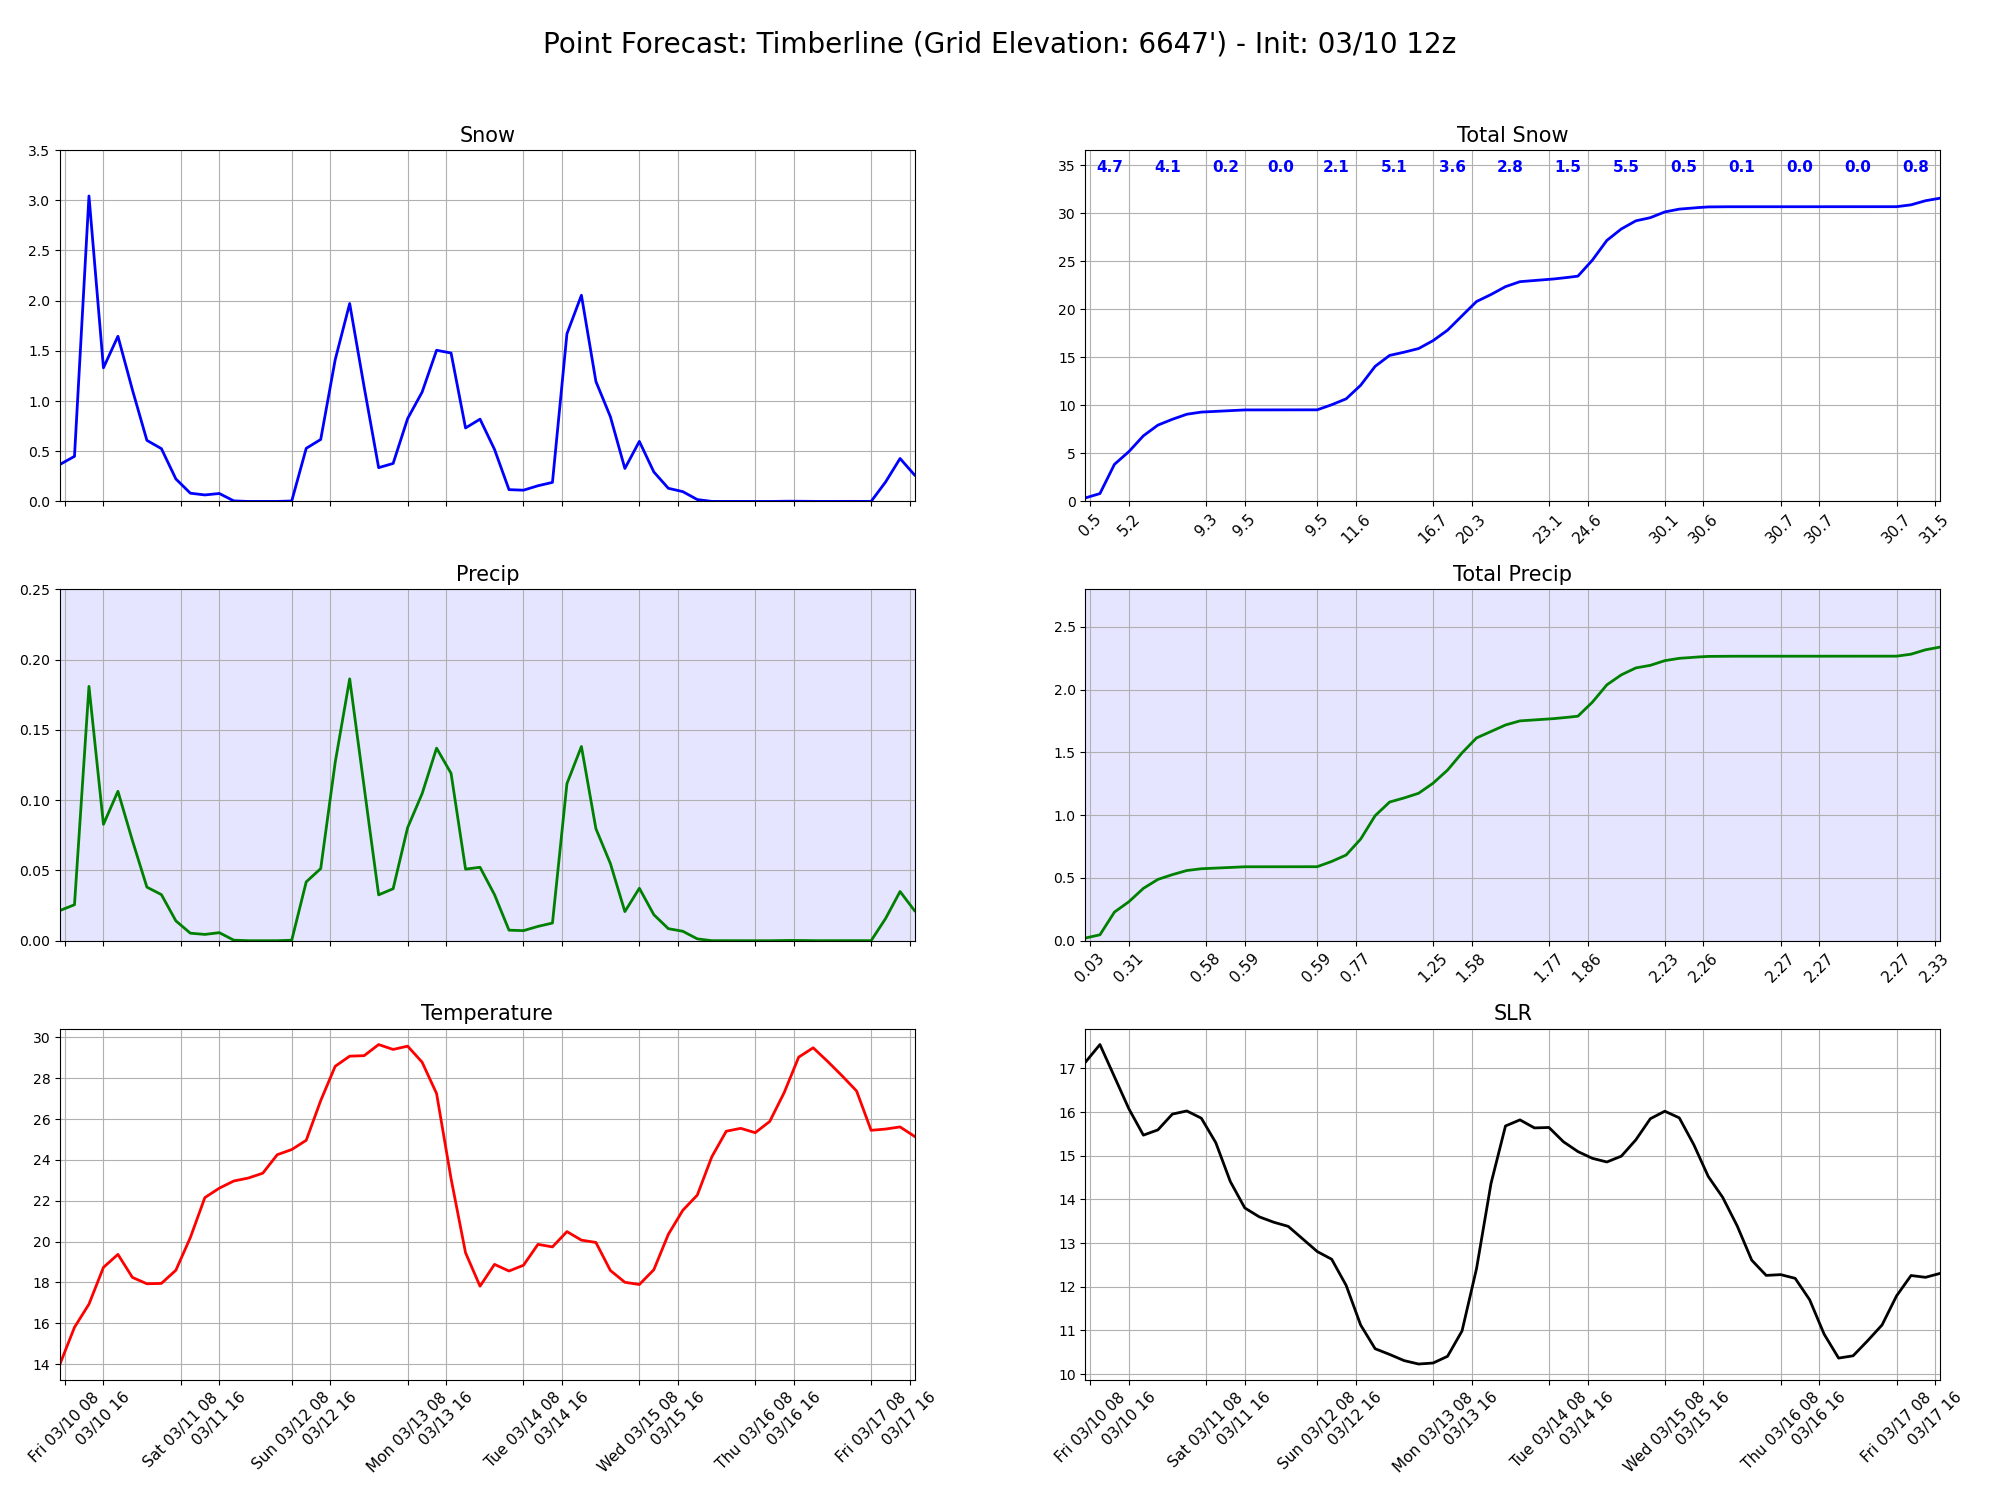 Point Forecast: Timberline (Grid Elevation: 6647') - Init: 03/10 12z
Snow
3.5
3.0
2.5
2.0
1.5
1.0
0.5
0.0
Total Snow
4.7 4.1 0.2 0.0 2.1 5.1 3.6 2.8 1.5 5.5 0.5 0.1 0.0 0.0 0.8
35
30
25
20
15
10
5
0
0.5 5.2 9.3 9.5 9.5 11.6 16.7 20.3 23.1 24.6 30.1 30.6 30.7 30.7 30.7 31.5
Precip
0.25
0.20
0.15
0.10
0.05
0.00
Total Precip
2.5
2.0
1.5
1.0
0.5
0.0
0.03 0.31 0.58 0.59 0.59 0.77 1.25 1.58 1.77 1.86 2.23 2.26 2.27 2.27 2.27 2.33
Temperature
30
28
26
24
22
20
18
16
14
Fri 03/10 08
03/10 16
Sat 03/11 08
03/11 16
Sun 03/12 08
03/12 16
Mon 03/13 08
03/13 16
Tue 03/14 08
03/14 16
Wed 03/15 08
03/15 16
Thu 03/16 08
03/16 16
Fri 03/17 08
03/17 16
SLR
17
16
15
14
13
12
11
10
Fri 03/10 08
03/10 16
Sat 03/11 08
03/11 16
Sun 03/12 08
03/12 16
Mon 03/13 08
03/13 16
Tue 03/14 08
03/14 16
Wed 03/15 08
03/15 16
Thu 03/16 08
03/16 16
Fri 03/17 08
03/17 16